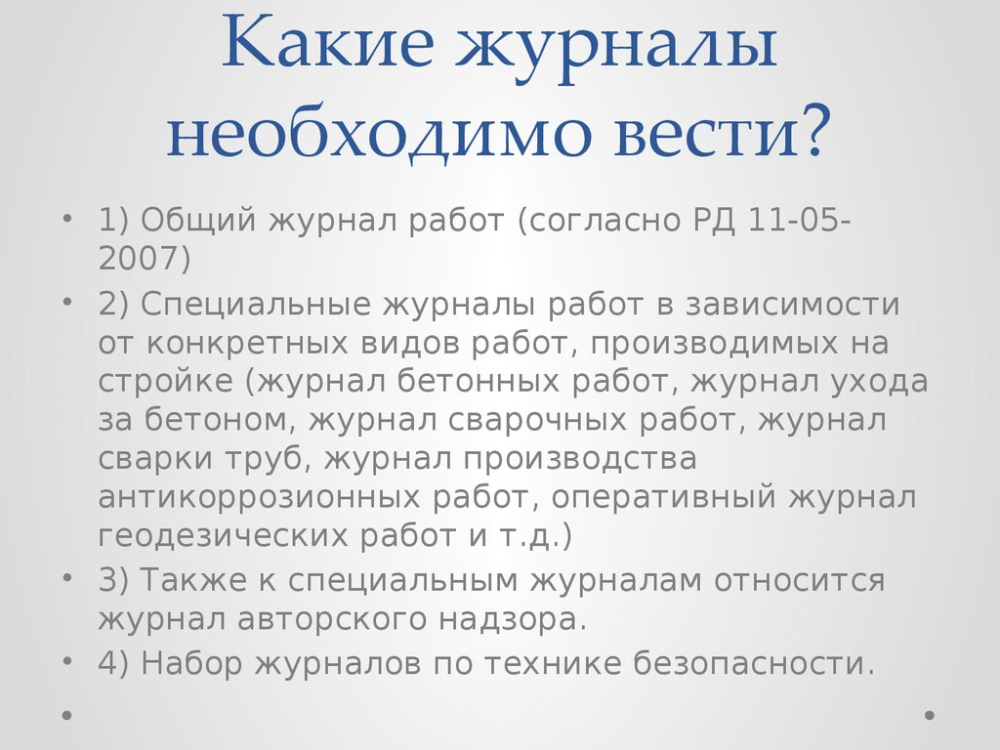 Какие журналы
необходимо вести?
• 1) Общий журнал работ (согласно РД 11-05-
2007)
• 2) Специальные журналы работ в зависимости
от конкретных видов работ, производимых на
стройке (журнал бетонных работ, журнал ухода
за бетоном, журнал сварочных работ, журнал
сварки труб, журнал производства
антикоррозионных работ, оперативный журнал
геодезических работ и т.д.)
• 3) Также к специальным журналам относится
журнал авторского надзора.
• 4) Набор журналов по технике безопасности.